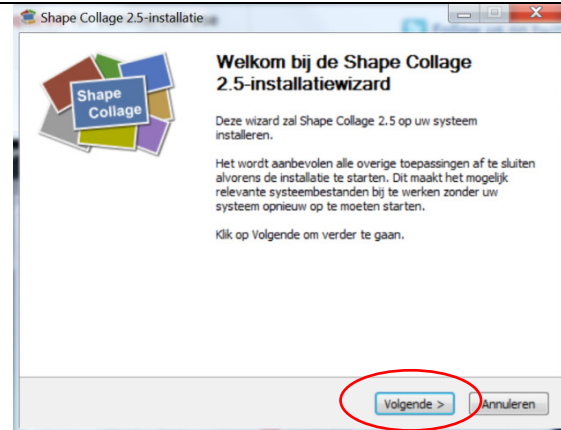 Shape Collage 2.5-installatie
Shape
Collage
Welkom bij de Shape Collage
2.5-installatiewizard
Deze wizard zal Shape Collage 2.5 op uw systeem
installeren.
Het wordt aanbevolen alle overige toepassingen af te sluiten
alvorens de installatie te starten. Dit maakt het mogelijk
relevante systeembestanden bij te werken zonder uw
systeem opnieuw op te moeten starten.
Klik op Volgende om verder te gaan.
Volgende >
Annuleren